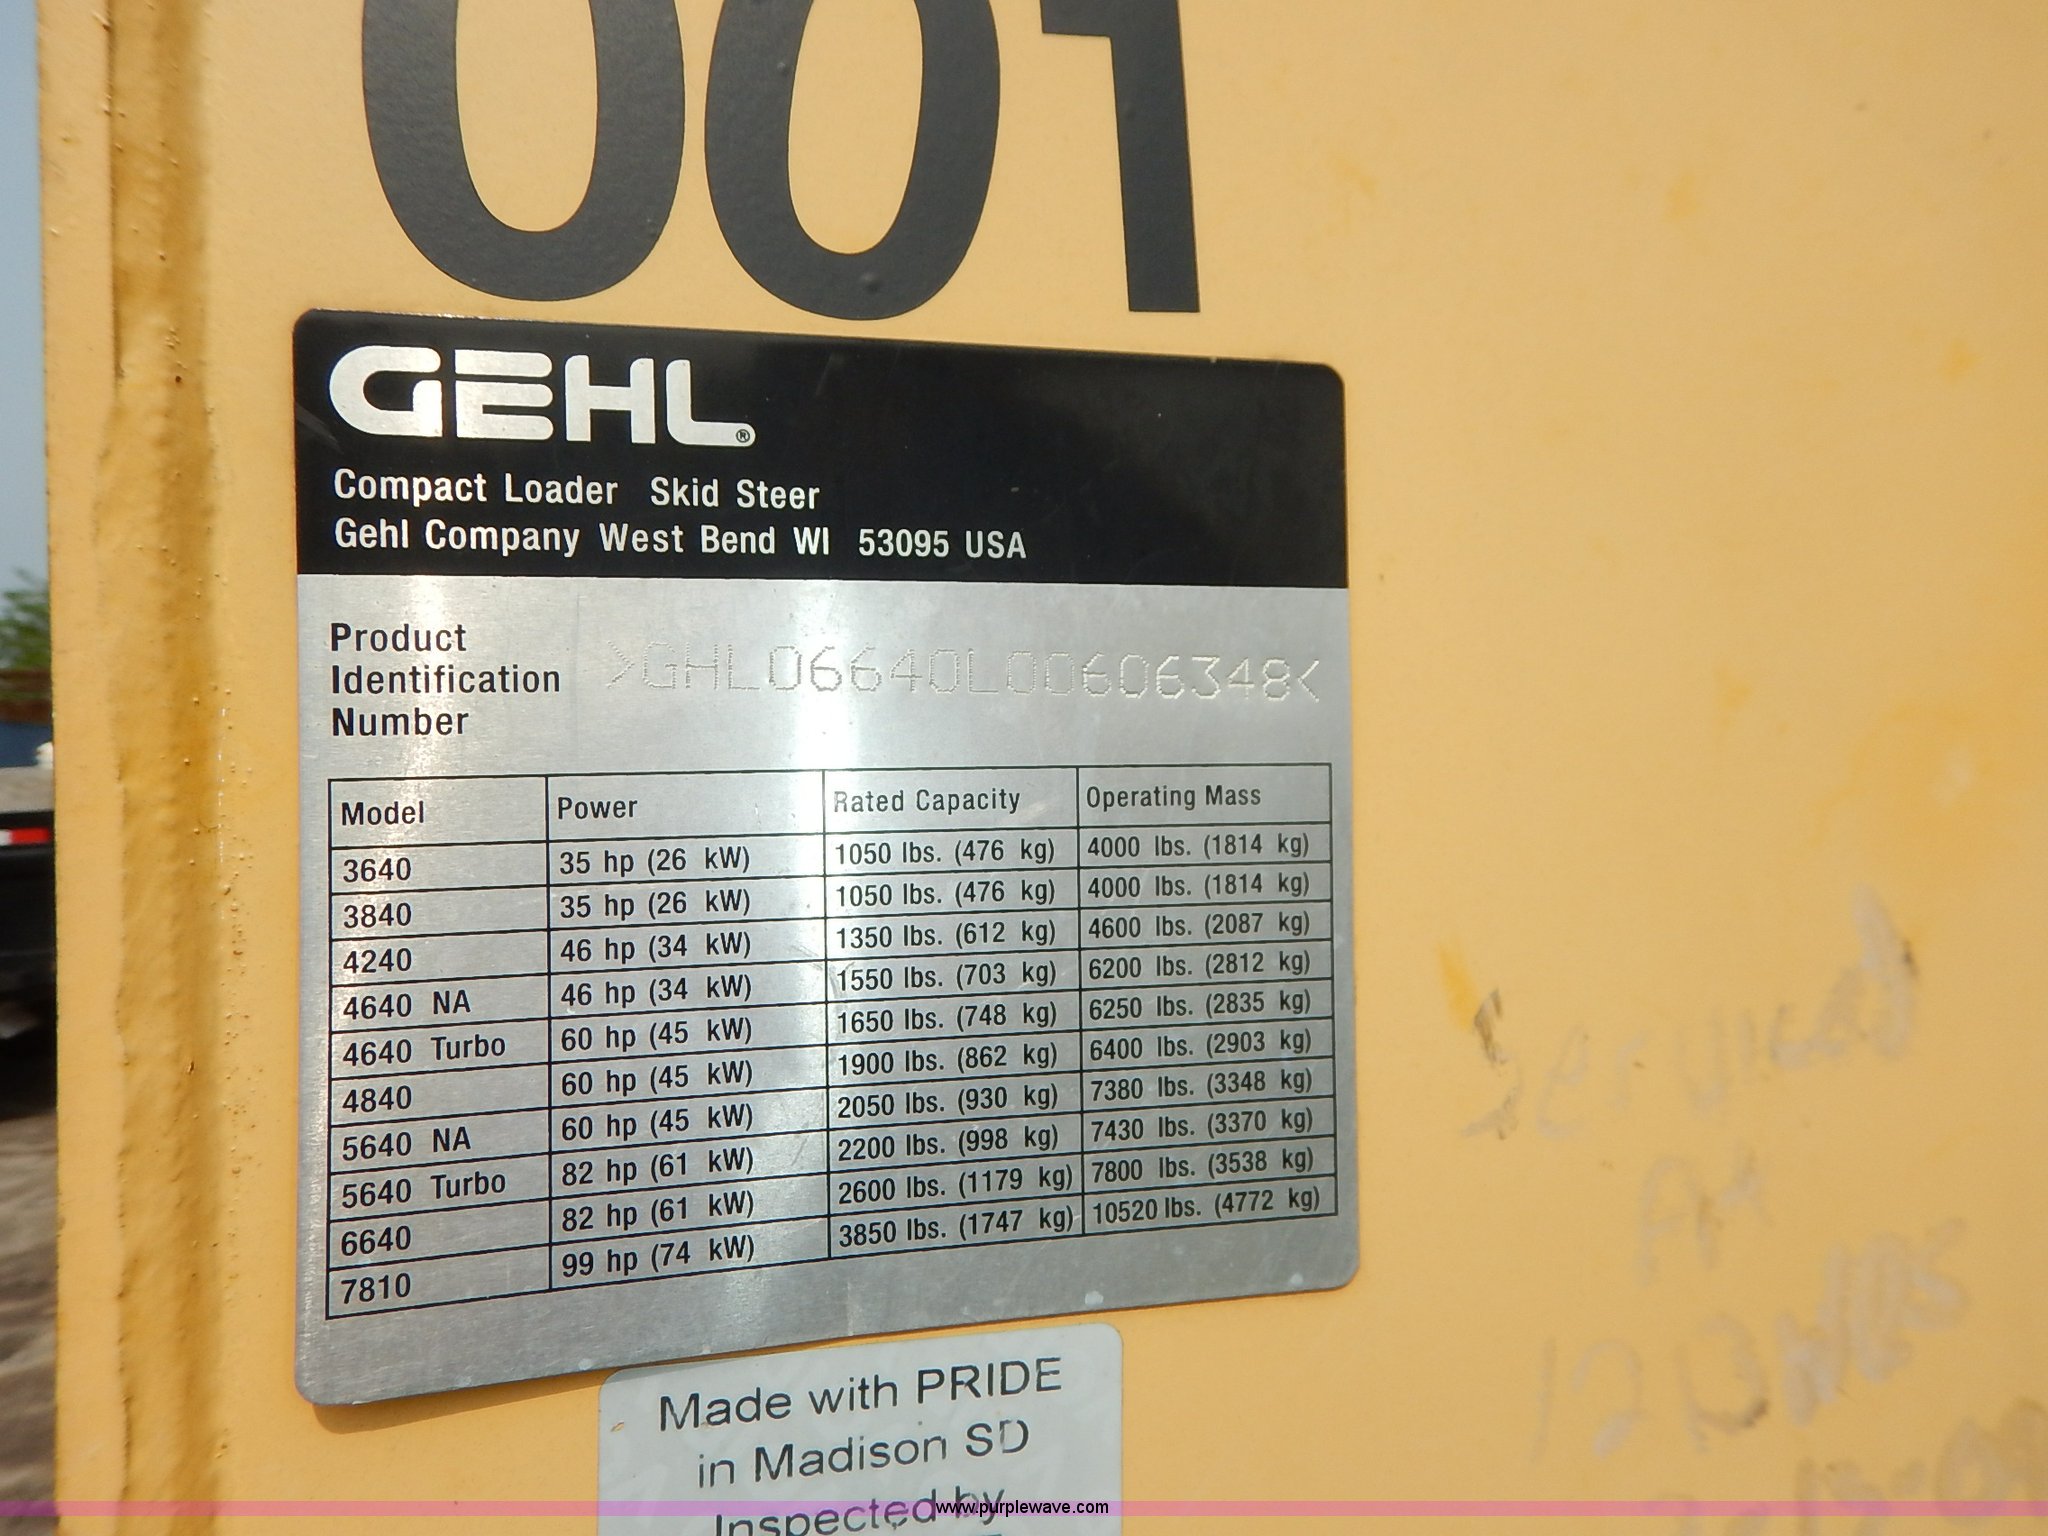 001
GEHL®
Compact Loader Skid Steer
Gehl Company West Bend WI 53095 USA
Product
Identification
Number
>GHL06640L00606348<
Model Power Rated Capacity Operating Mass
3640 35 hp (26 kW) 1050 lbs. (476 kg) 4000 lbs. (1814 kg)
3840 35 hp (26 kW) 1050 lbs. (476 kg) 4000 lbs. (1814 kg)
4240 46 hp (34 kW) 1350 lbs. (612 kg) 4600 lbs. (2087 kg)
4640 NA 46 hp (34 kW) 1550 lbs. (703 kg) 6200 lbs. (2812 kg)
4640 Turbo 60 hp (45 kW) 1650 lbs. (748 kg) 6250 lbs. (2835 kg)
4840 60 hp (45 kW) 1900 lbs. (862 kg) 6400 lbs. (2903 kg)
5640 NA 60 hp (45 kW) 2050 lbs. (930 kg) 7380 lbs. (3348 kg)
5640 Turbo 82 hp (61 kW) 2200 lbs. (998 kg) 7430 lbs. (3370 kg)
6640 82 hp (61 kW) 2600 lbs. (1179 kg) 7800 lbs. (3538 kg)
7810 99 hp (74 kW) 3850 lbs. (1747 kg) 10520 lbs. (4772 kg)
Made with PRIDE
in Madison SD
Inspected by
www.purplewave.com